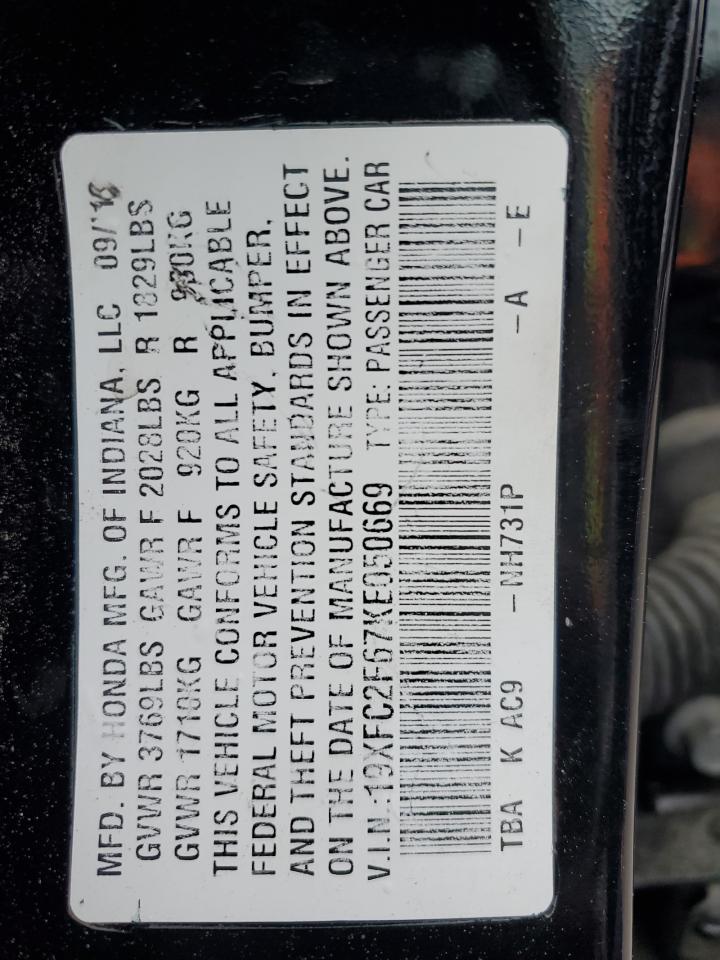 MFD. BY HONDA MFG. OF INDIANA, LLC 09/'18
GVWR 3769LBS GAWR F 2028LBS R 1829LBS
GVWR 1710KG GAWR F 920KG R 830KG
THIS VEHICLE CONFORMS TO ALL APPLICABLE
FEDERAL MOTOR VEHICLE SAFETY, BUMPER,
AND THEFT PREVENTION STANDARDS IN EFFECT
ON THE DATE OF MANUFACTURE SHOWN ABOVE.
V.I.N.:19XFC2F67KE050669 TYPE: PASSENGER CAR
TBA K AC9 -NH731P -A -E